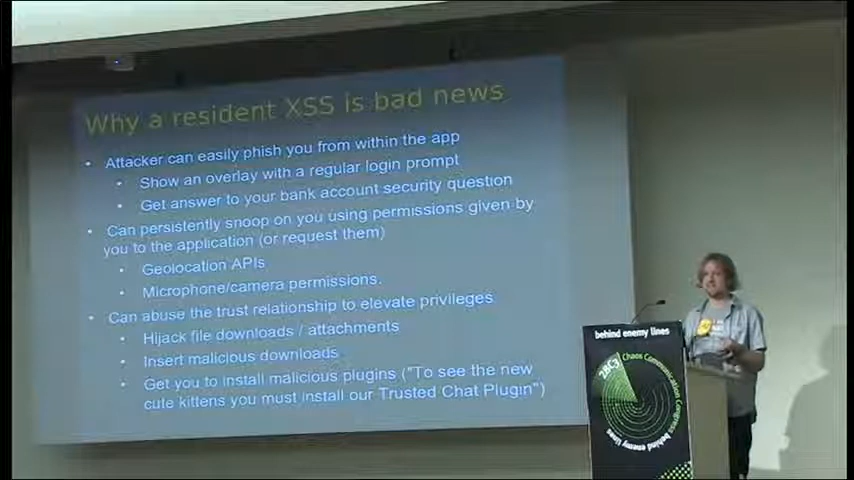 Why a resident XSS is bad news
• Attacker can easily phish you from within the app
• Show an overlay with a regular login prompt
• Get answer to your bank account security question
• Can persistently snoop on you using permissions given by
you to the application (or request them)
• Geolocation APIs
• Microphone/camera permissions.
• Can abuse the trust relationship to elevate privileges
• Hijack file downloads / attachments
• Insert malicious downloads.
• Get you to install malicious plugins ("To see the new
cute kittens you must install our Trusted Chat Plugin")
behind enemy lines
28C3
Chaos Communication Congress
behind enemy lines